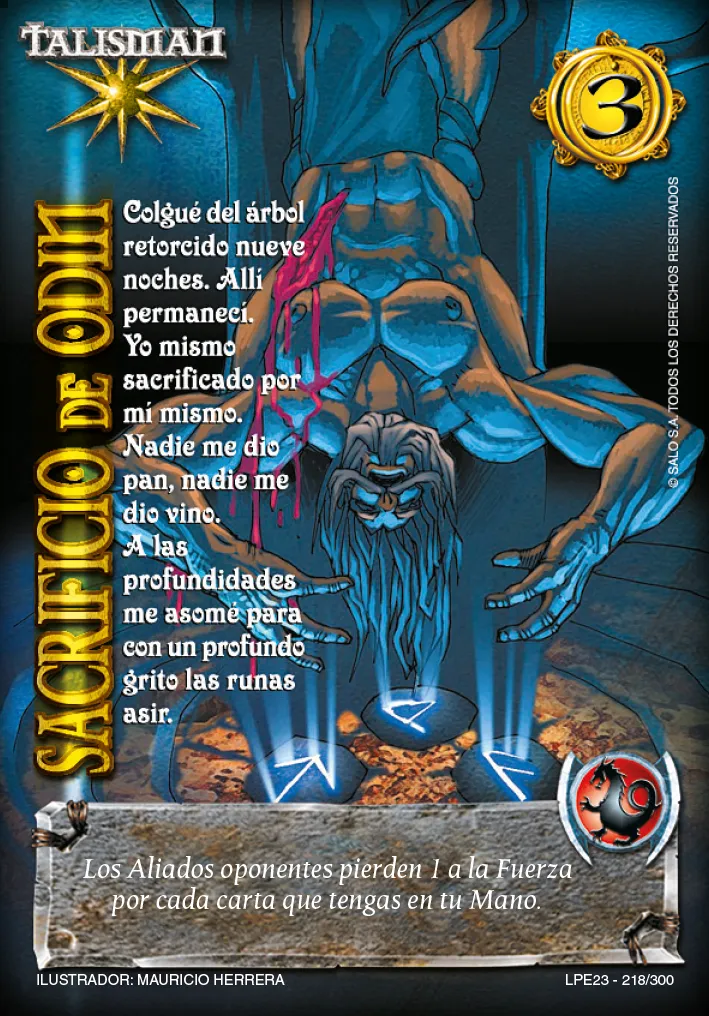 TALISMAN
3
SACRIFICIO DE ODIN
Colgué del árbol
retorcido nueve
noches. Allí
permanecí.
Yo mismo
sacrificado por
mí mismo.
Nadie me dio
pan, nadie me
dio vino.
A las
profundidades
me asomé para
con un profundo
grito las runas
asir.
© SALO S.A. TODOS LOS DERECHOS RESERVADOS
Los Aliados oponentes pierden 1 a la Fuerza
por cada carta que tengas en tu Mano.
ILUSTRADOR: MAURICIO HERRERA
LPE23 - 218/300